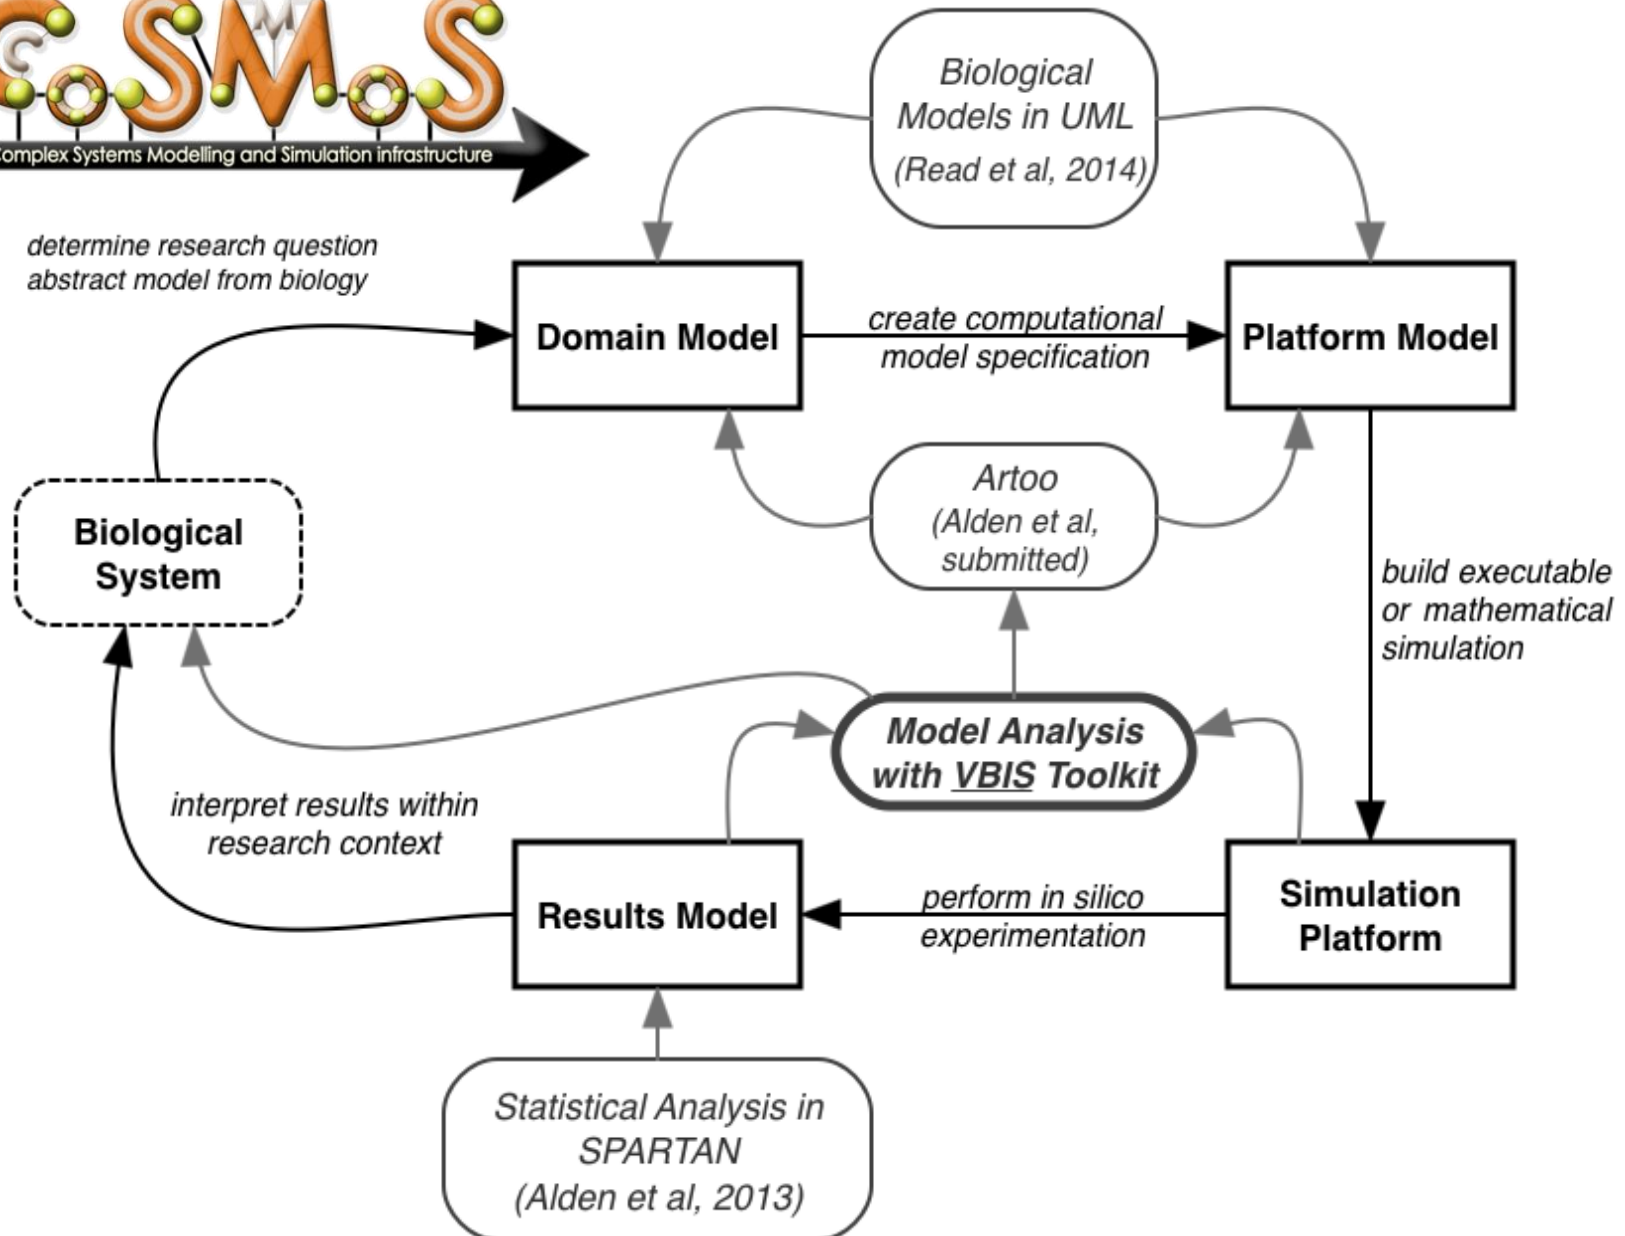 CoSMoS
Complex Systems Modelling and Simulation infrastructure
Biological
Models in UML
(Read et al, 2014)
determine research question
abstract model from biology
Domain Model
create computational
model specification
Platform Model
Artoo
(Alden et al,
submitted)
Biological
System
build executable
or mathematical
simulation
Model Analysis
with VBIS Toolkit
interpret results within
research context
Results Model
perform in silico
experimentation
Simulation
Platform
Statistical Analysis in
SPARTAN
(Alden et al, 2013)